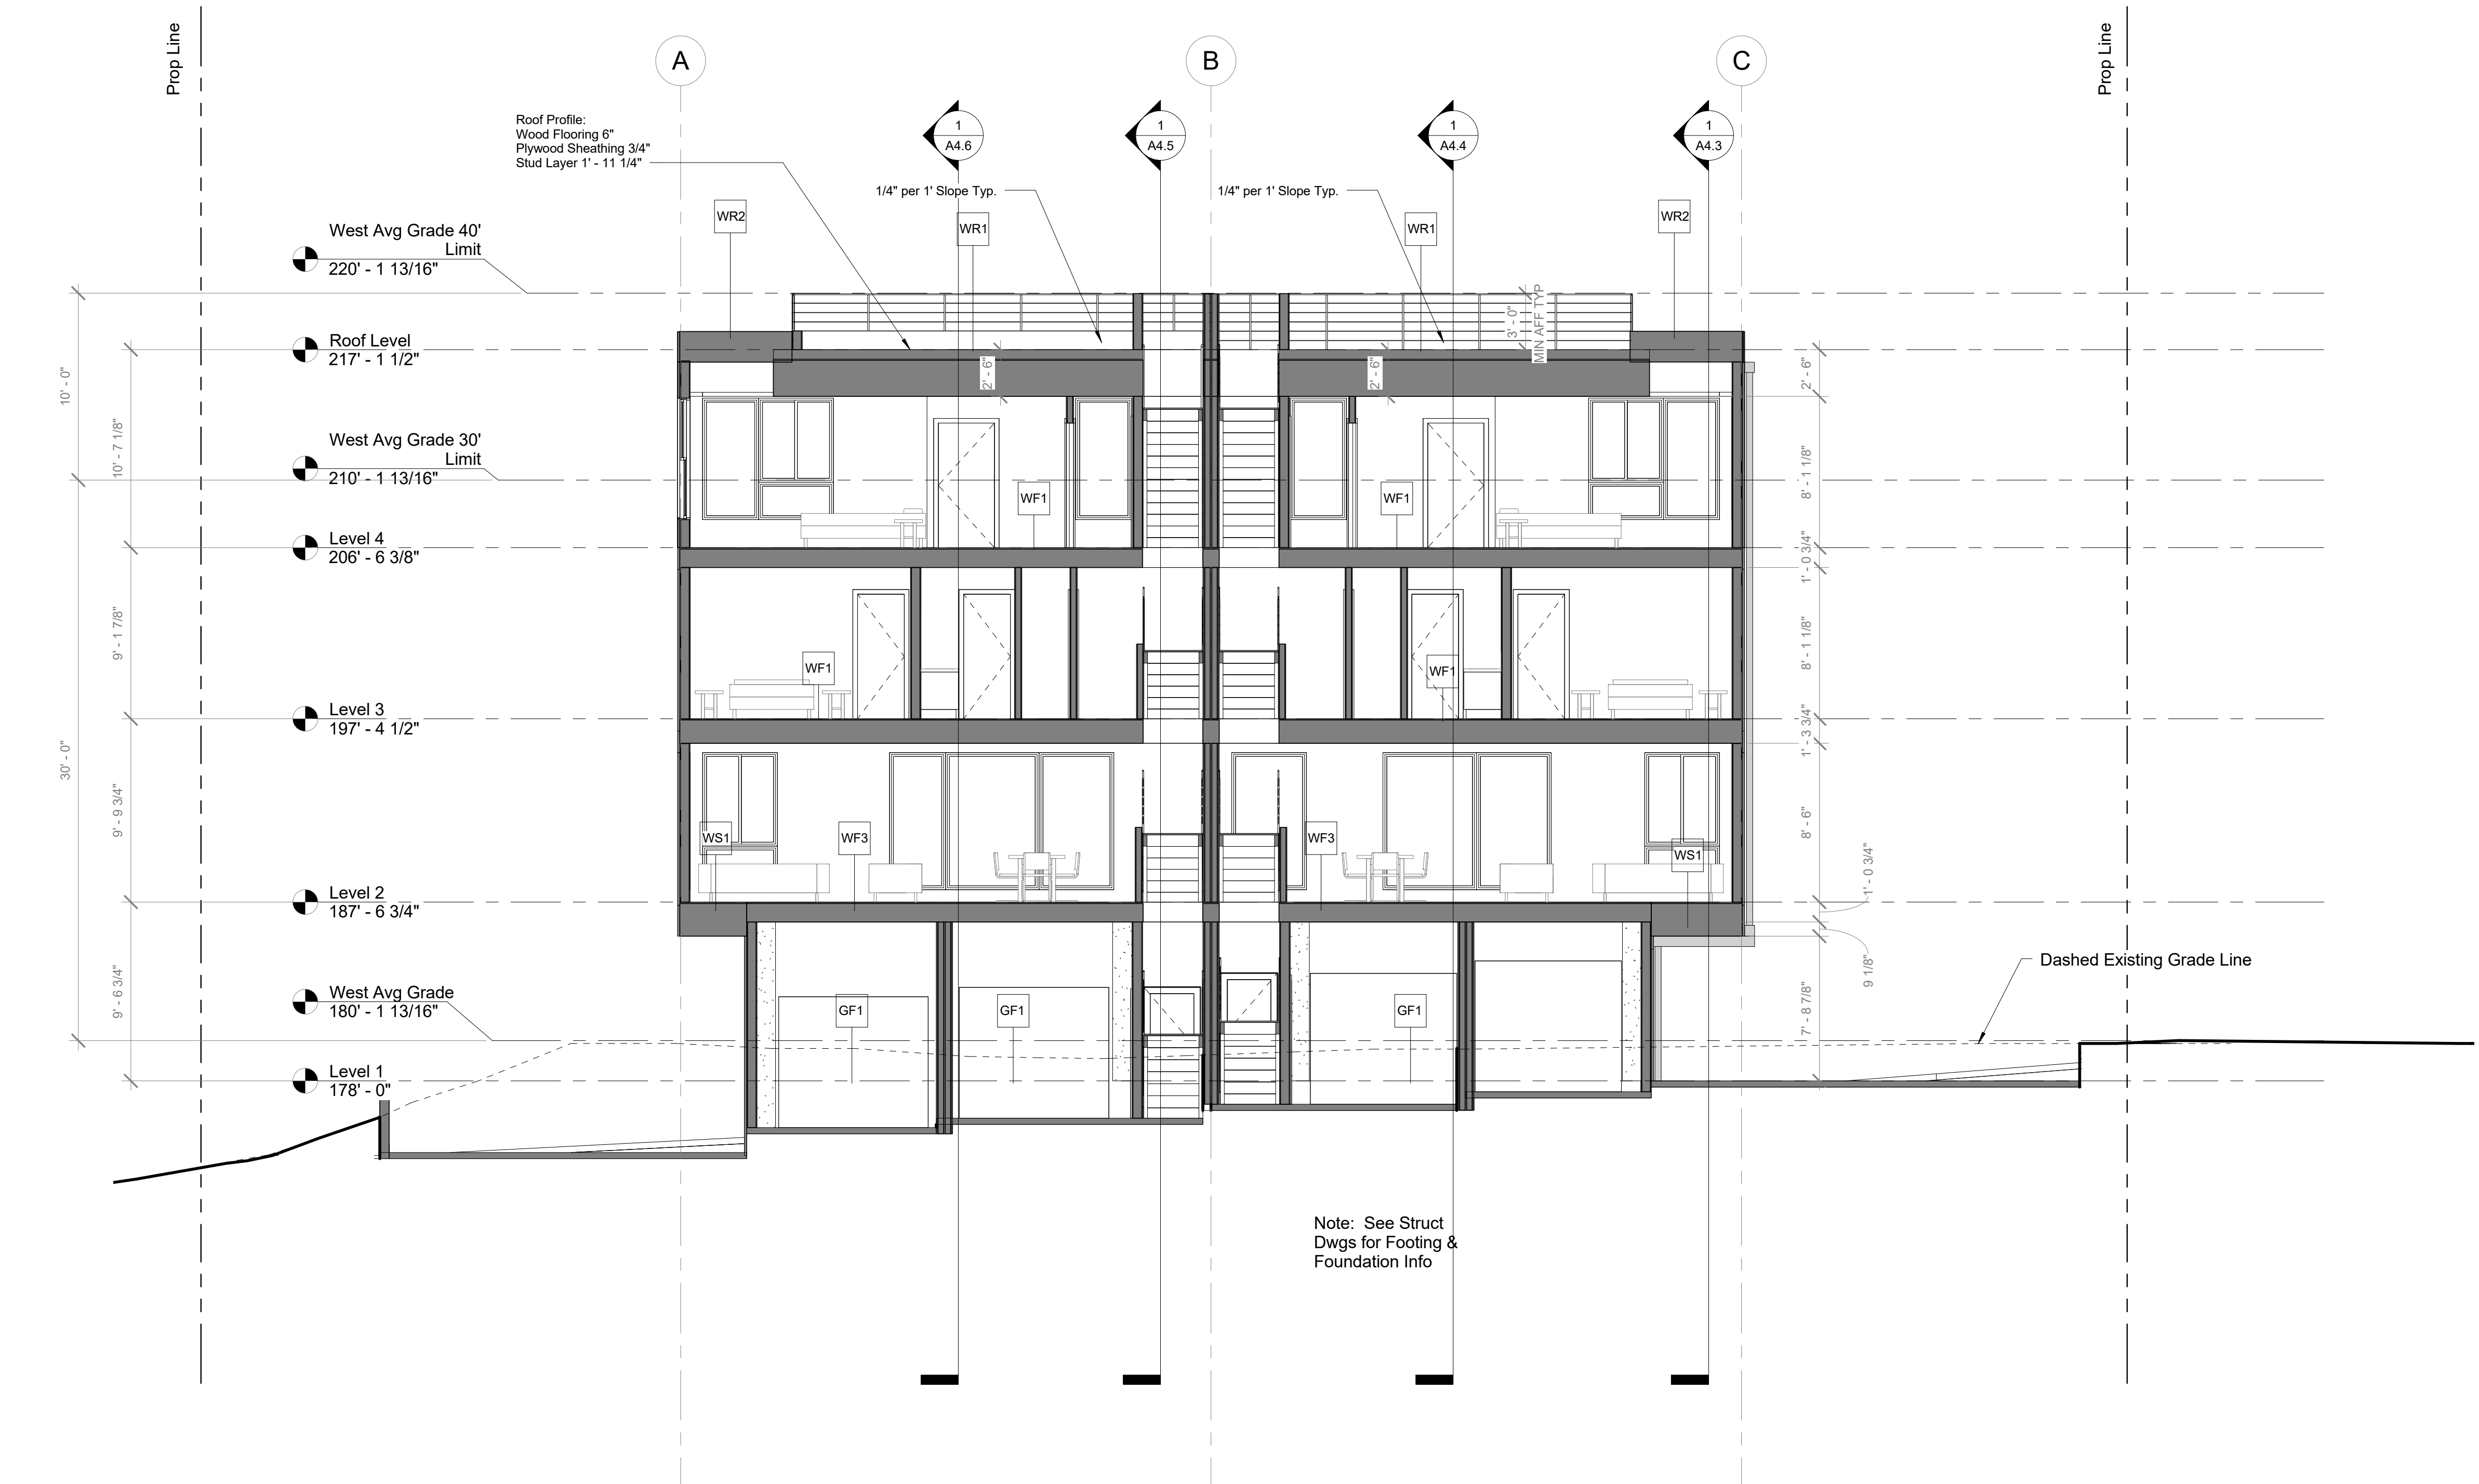 Prop Line
A
B
C
Prop Line
Roof Profile:
Wood Flooring 6"
Plywood Sheathing 3/4"
Stud Layer 1' - 11 1/4"
1
A4.6
1
A4.5
1
A4.4
1
A4.3
1/4" per 1' Slope Typ.
1/4" per 1' Slope Typ.
WR2
WR1
WR1
WR2
West Avg Grade 40'
Limit
220' - 1 13/16"
Roof Level
217' - 1 1/2"
West Avg Grade 30'
Limit
210' - 1 13/16"
Level 4
206' - 6 3/8"
Level 3
197' - 4 1/2"
Level 2
187' - 6 3/4"
West Avg Grade
180' - 1 13/16"
Level 1
178' - 0"
10' - 0"
30' - 0"
10' - 7 1/8"
9' - 1 7/8"
9' - 9 3/4"
9' - 6 3/4"
2' - 6"
2' - 6"
3' - 0"
MIN AFF TYP
WF1
WF1
WF1
WF1
WS1
WF3
WF3
WS1
GF1
GF1
GF1
2' - 6"
8' - 1 1/8"
1' - 0 3/4"
8' - 1 1/8"
1' - 3 3/4"
8' - 6"
1' - 0 3/4"
9 1/8"
7' - 8 7/8"
Dashed Existing Grade Line
Note: See Struct
Dwgs for Footing &
Foundation Info